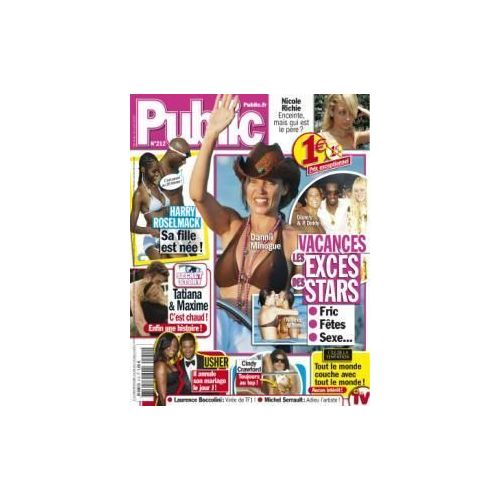 Public
Public.fr
N°212
Nicole
Richie
Enceinte,
mais qui est
le père ?
1€
Prix exceptionnel
HARRY
ROSELMACK
Sa fille
est née !
Dannii
Minogue
VACANCES
LES EXCÈS
DES STARS
• Fric
• Fêtes
• Sexe...
SECRET
STORY
Tatiana
& Maxime
C'est chaud !
Enfin une histoire !
USHER
Il annule
son mariage
le jour J !
Cindy
Crawford
Toujours
au top !
Tout le monde
couche avec
tout le monde !
TV
• Laurence Boccolini: Virée de TF1 ! • Michel Serrault: Adieu l'artiste !